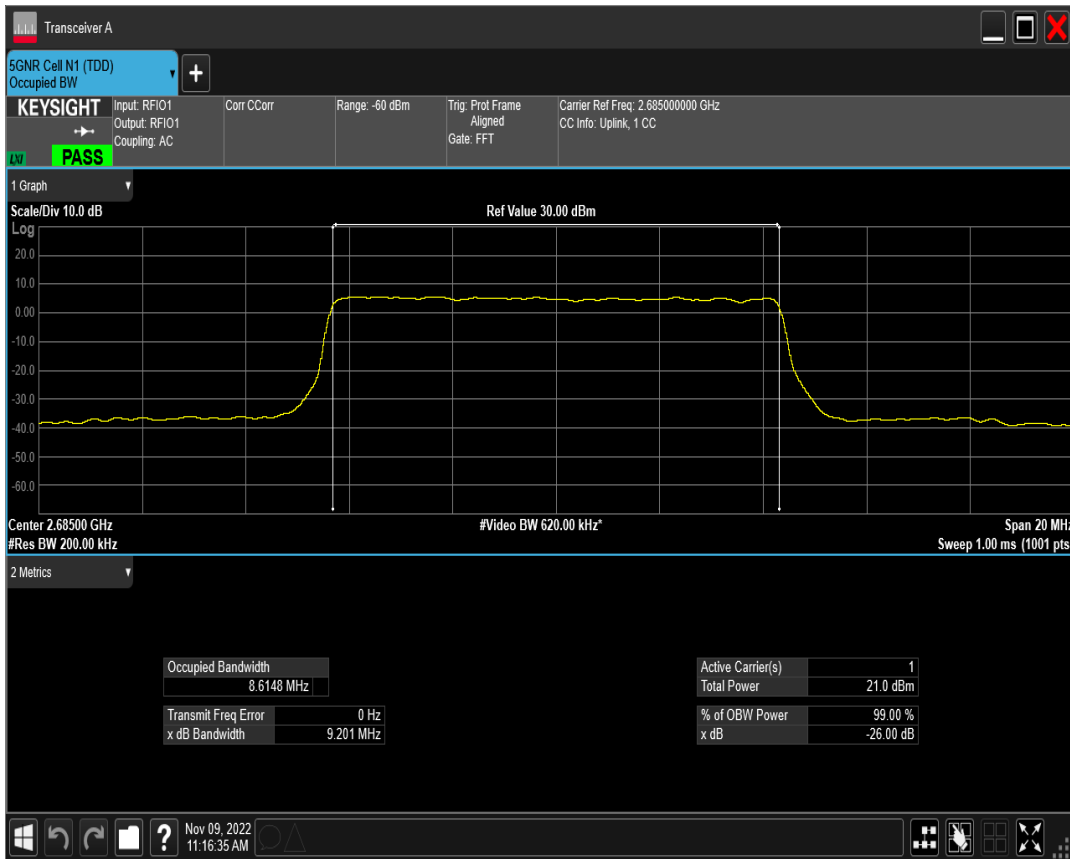 Transceiver A
5GNR Cell N1 (TDD)
Occupied BW
+
KEYSIGHT
LXI
PASS
Input: RFIO1
Output: RFIO1
Coupling: AC
Corr CCorr
Range: -60 dBm
Trig: Prot Frame
Aligned
Gate: FFT
Carrier Ref Freq: 2.685000000 GHz
CC Info: Uplink, 1 CC
1 Graph
Scale/Div 10.0 dB
Ref Value 30.00 dBm
Log
20.0
10.0
0.00
-10.0
-20.0
-30.0
-40.0
-50.0
-60.0
Center 2.68500 GHz
#Video BW 620.00 kHz*
Span 20 MHz
#Res BW 200.00 kHz
Sweep 1.00 ms (1001 pts
2 Metrics
Occupied Bandwidth
8.6148 MHz
Transmit Freq Error 0 Hz
x dB Bandwidth 9.201 MHz
Active Carrier(s) 1
Total Power 21.0 dBm
% of OBW Power 99.00 %
x dB -26.00 dB
?
Nov 09, 2022
11:16:35 AM